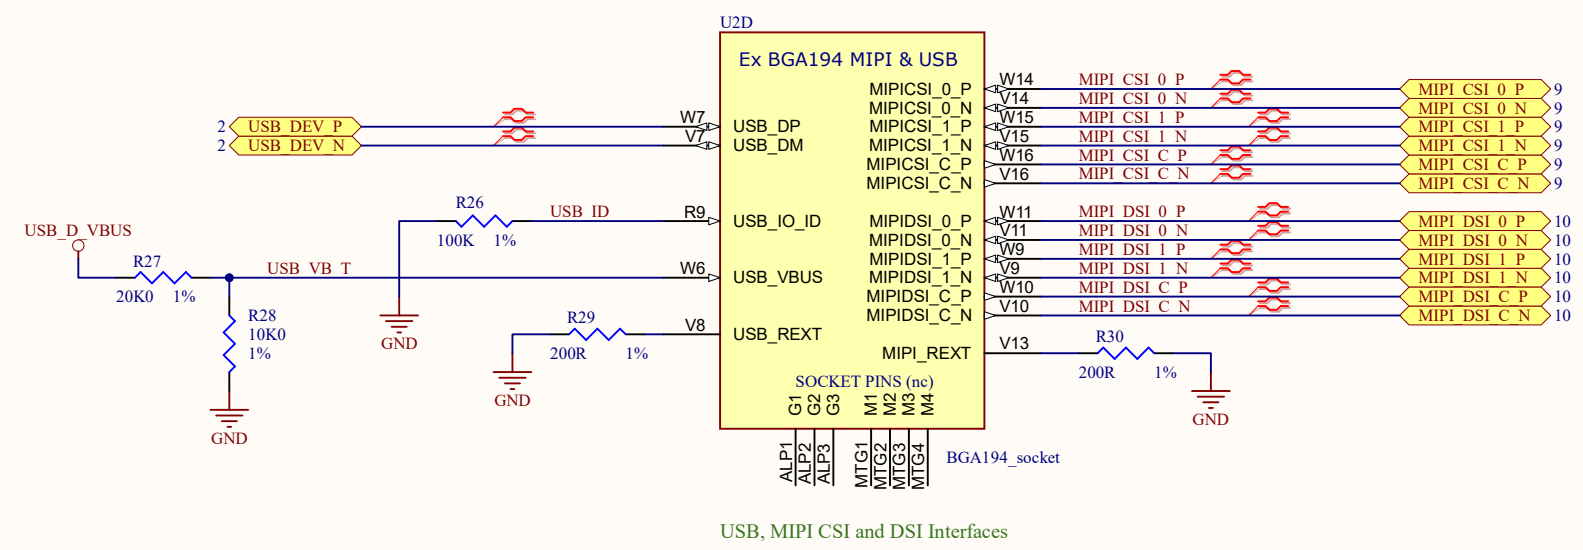 U2D
Ex BGA194 MIPI & USB
2 USB_DEV_P W7 USB_DP
2 USB_DEV_N V7 USB_DM
R26
100K 1%
USB_ID R9 USB_IO_ID
USB_D_VBUS
R27
20K0 1%
USB_VB_T W6 USB_VBUS
R28
10K0
1%
GND
GND
R29
200R 1%
V8 USB_REXT
GND
MIPICSI_0_P W14 MIPI_CSI_0_P MIPI_CSI_0_P 9
MIPICSI_0_N V14 MIPI_CSI_0_N MIPI_CSI_0_N 9
MIPICSI_1_P W15 MIPI_CSI_1_P MIPI_CSI_1_P 9
MIPICSI_1_N V15 MIPI_CSI_1_N MIPI_CSI_1_N 9
MIPICSI_C_P W16 MIPI_CSI_C_P MIPI_CSI_C_P 9
MIPICSI_C_N V16 MIPI_CSI_C_N MIPI_CSI_C_N 9
MIPIDSI_0_P W11 MIPI_DSI_0_P MIPI_DSI_0_P 10
MIPIDSI_0_N V11 MIPI_DSI_0_N MIPI_DSI_0_N 10
MIPIDSI_1_P W9 MIPI_DSI_1_P MIPI_DSI_1_P 10
MIPIDSI_1_N V9 MIPI_DSI_1_N MIPI_DSI_1_N 10
MIPIDSI_C_P W10 MIPI_DSI_C_P MIPI_DSI_C_P 10
MIPIDSI_C_N V10 MIPI_DSI_C_N MIPI_DSI_C_N 10
MIPI_REXT V13
R30
200R 1%
GND
SOCKET PINS (nc)
G1 G2 G3 M1 M2 M3 M4
ALP1 ALP2 ALP3 MTG1 MTG2 MTG3 MTG4
BGA194_socket
USB, MIPI CSI and DSI Interfaces